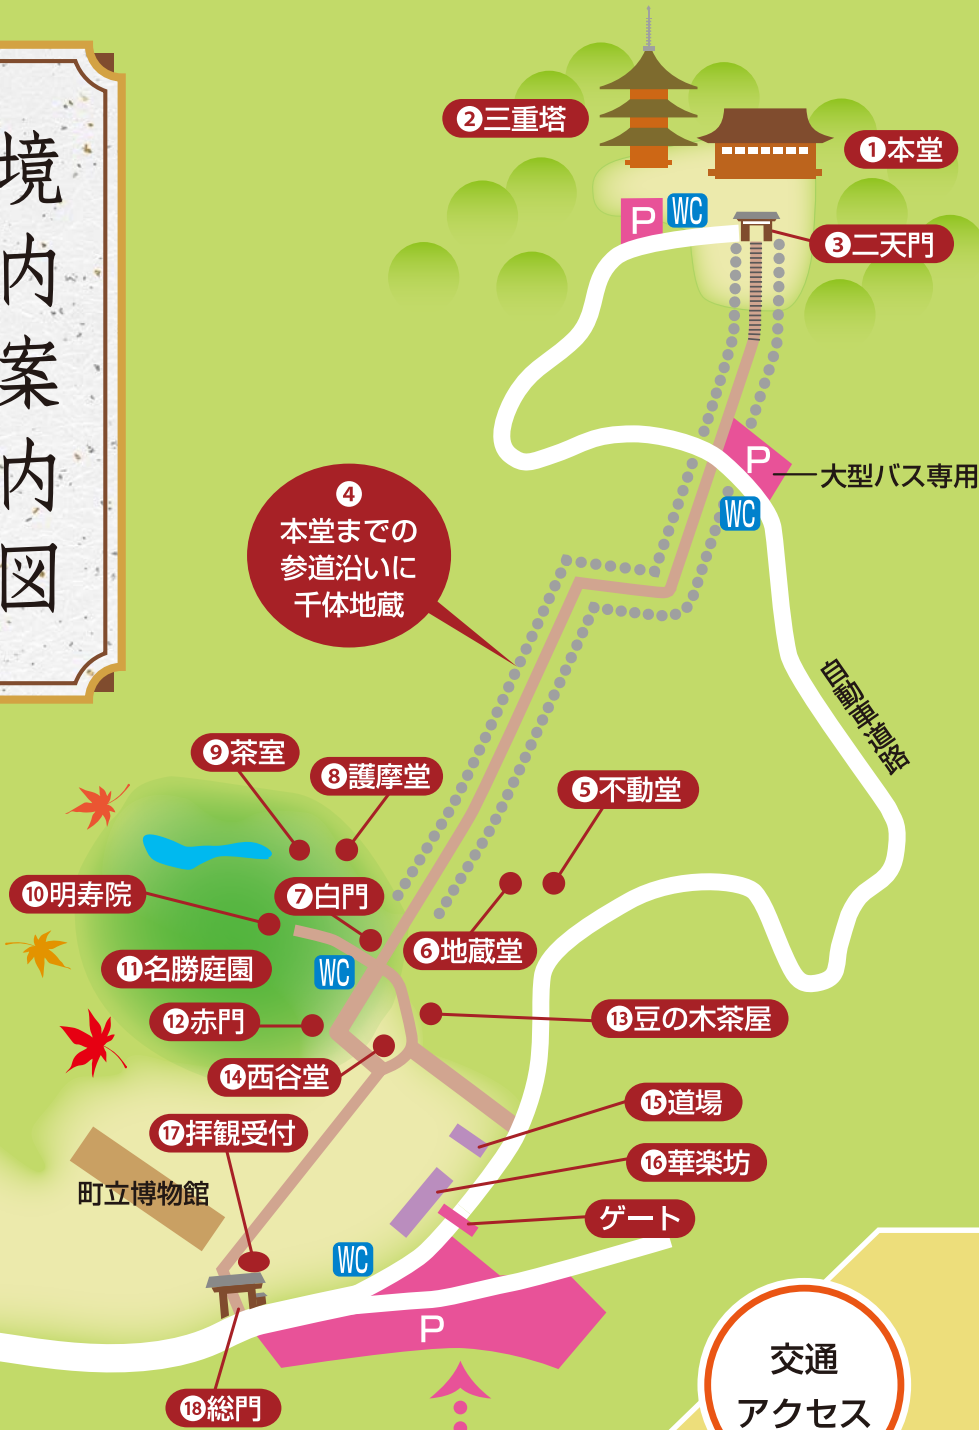 境内案内図
❷三重塔
❶本堂
P
WC
❸二天門
P
大型バス専用
WC
❹
本堂までの
参道沿いに
千体地蔵
自動車道路
❾茶室
❽護摩堂
❺不動堂
❿明寿院
❼白門
❻地蔵堂
⓫名勝庭園
WC
⓬赤門
⓭豆の木茶屋
⓮西谷堂
⓯道場
⓱拝観受付
⓰華楽坊
町立博物館
ゲート
WC
P
⓲総門
交通
アクセス